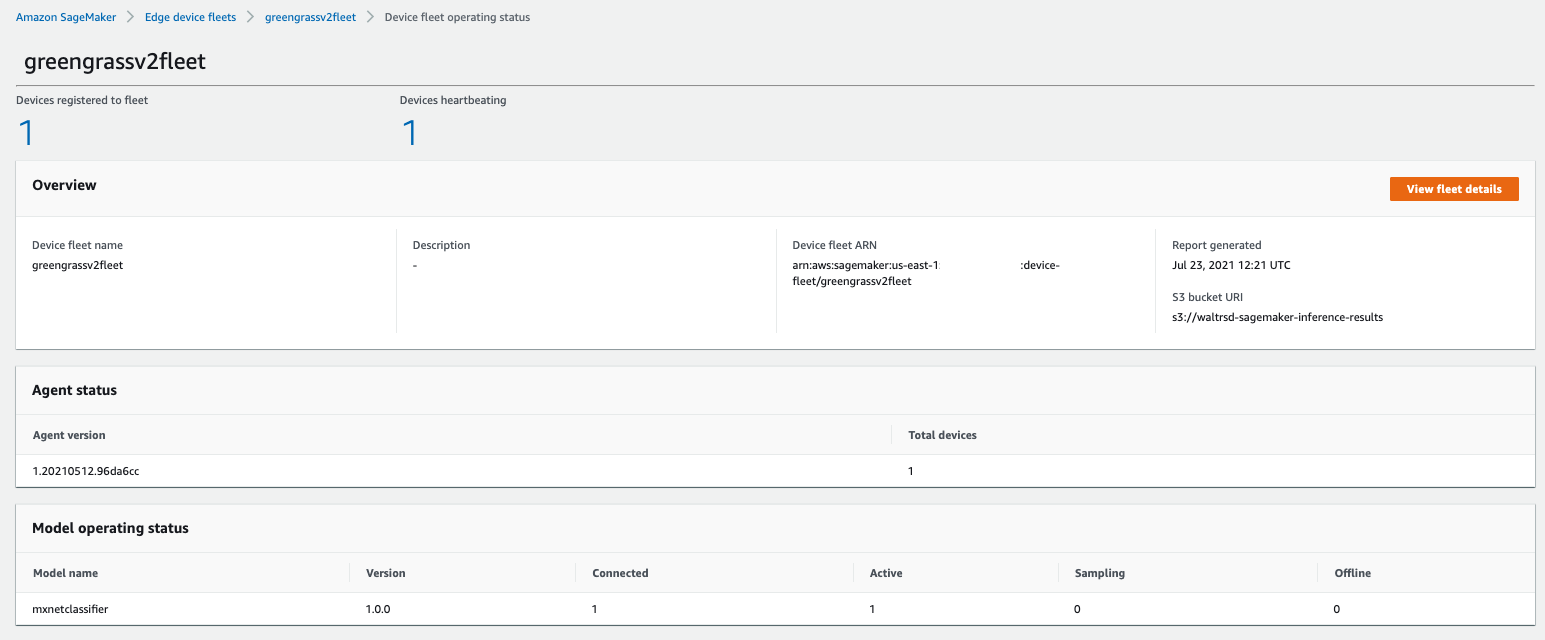 Amazon SageMaker > Edge device fleets > greengrassv2fleet > Device fleet operating status
greengrassv2fleet
Devices registered to fleet
1
Devices heartbeating
1
Overview
View fleet details
Device fleet name
greengrassv2fleet
Description
-
Device fleet ARN
arn:aws:sagemaker:us-east-1: :device-
fleet/greengrassv2fleet
Report generated
Jul 23, 2021 12:21 UTC
S3 bucket URI
s3://waltrsd-sagemaker-inference-results
Agent status
Agent version Total devices
1.20210512.96da6cc 1
Model operating status
Model name Version Connected Active Sampling Offline
mxnetclassifier 1.0.0 1 1 0 0